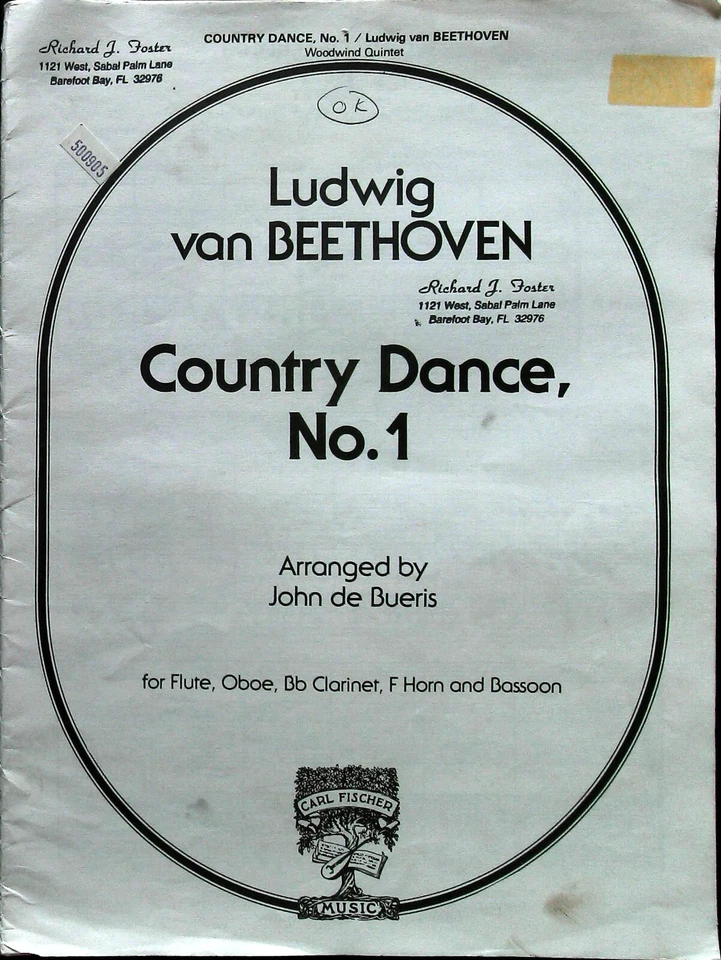 Richard J. Foster
1121 West, Sabal Palm Lane
Barefoot Bay, FL 32976
COUNTRY DANCE, No. 1 / Ludwig van BEETHOVEN
Woodwind Quintet
OK
500905
Ludwig
van BEETHOVEN
Richard J. Foster
1121 West, Sabal Palm Lane
Barefoot Bay, FL 32976
Country Dance,
No. 1
Arranged by
John de Bueris
for Flute, Oboe, Bb Clarinet, F Horn and Bassoon
CARL FISCHER
MUSIC